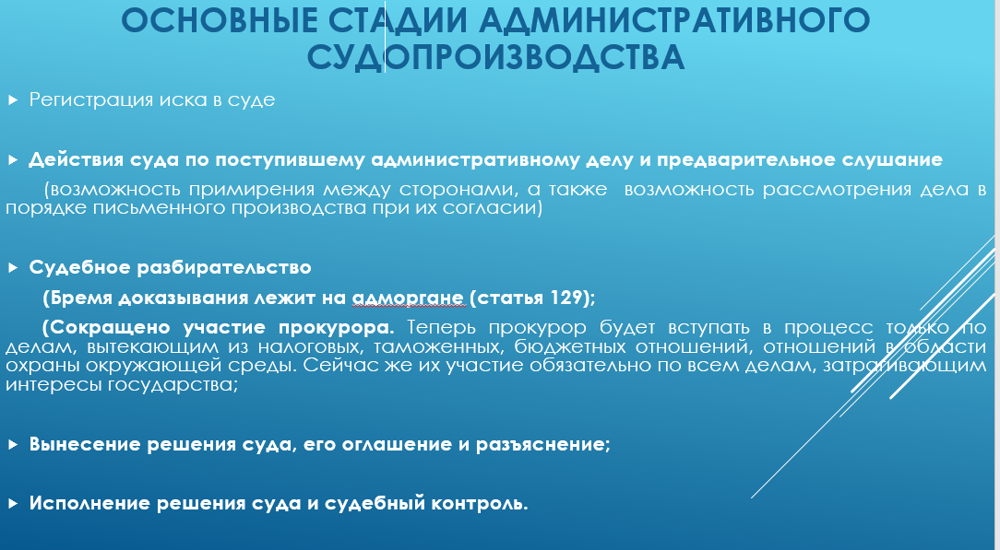 ОСНОВНЫЕ СТАДИИ АДМИНИСТРАТИВНОГО
СУДОПРОИЗВОДСТВА
Регистрация иска в суде
Действия суда по поступившему административному делу и предварительное слушание
(возможность примирения между сторонами, а также возможность рассмотрения дела в
порядке письменного производства при их согласии)
Судебное разбирательство
(Бремя доказывания лежит на адморгане (статья 129);
(Сокращено участие прокурора. Теперь прокурор будет вступать в процесс только по
делам, вытекающим из налоговых, таможенных, бюджетных отношений, отношений в области
охраны окружающей среды. Сейчас же их участие обязательно по всем делам, затрагивающим
интересы государства;
Вынесение решения суда, его оглашение и разъяснение;
Исполнение решения суда и судебный контроль.